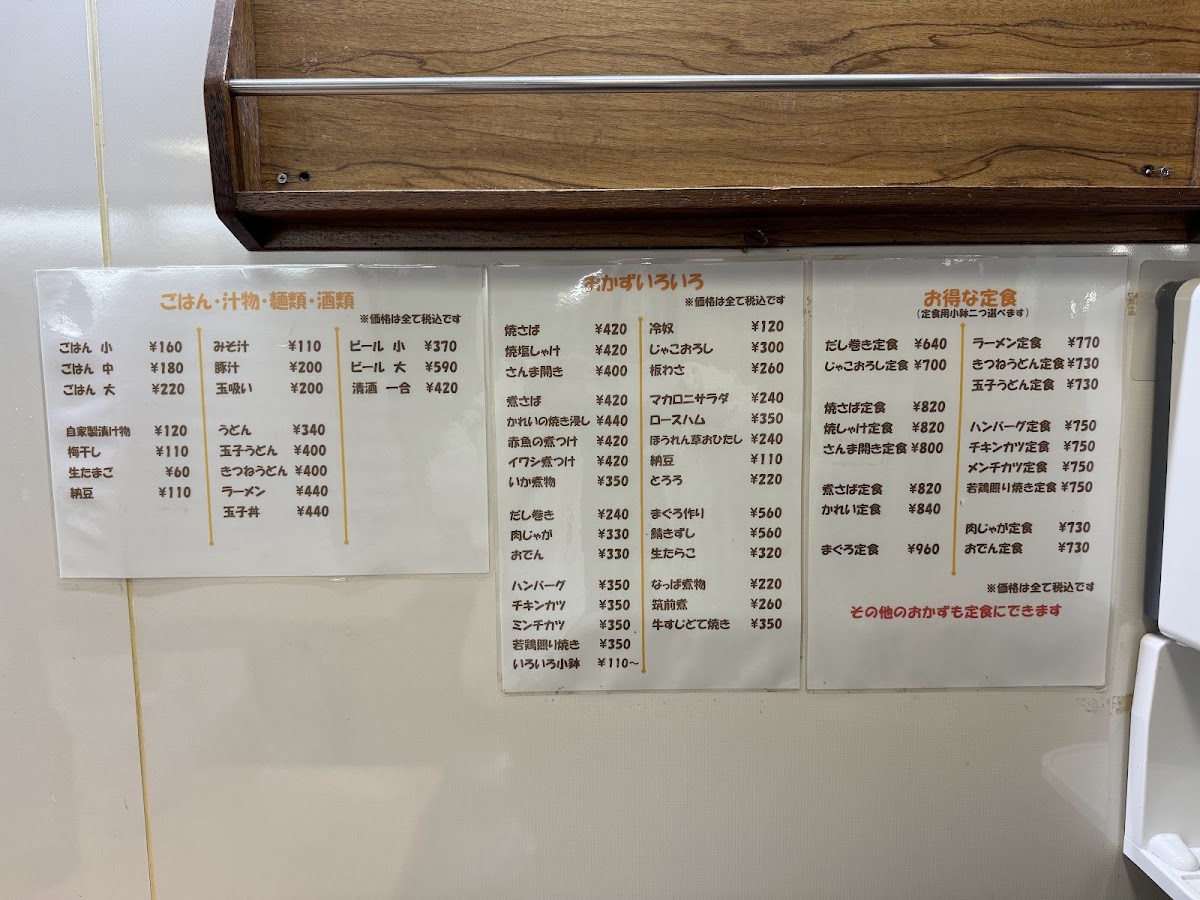 ごはん・汁物・麺類・酒類
※価格は全て税込です
ごはん 小 ¥160
ごはん 中 ¥180
ごはん 大 ¥220
自家製漬け物 ¥120
梅干し ¥110
生たまご ¥60
納豆 ¥110
みそ汁 ¥110
豚汁 ¥200
玉吸い ¥200
うどん ¥340
玉子うどん ¥400
きつねうどん ¥400
ラーメン ¥440
玉子丼 ¥440
ビール 小 ¥370
ビール 大 ¥590
清酒 一合 ¥420
おかずいろいろ
※価格は全て税込です
焼さば ¥420
焼塩しゃけ ¥420
さんま開き ¥400
煮さば ¥420
かれいの焼き浸し ¥440
赤魚の煮つけ ¥420
イワシ煮つけ ¥420
いか煮物 ¥350
だし巻き ¥240
肉じゃが ¥330
おでん ¥330
ハンバーグ ¥350
チキンカツ ¥350
ミンチカツ ¥350
若鶏照り焼き ¥350
いろいろ小鉢 ¥110〜
冷奴 ¥120
じゃこおろし ¥300
板わさ ¥260
マカロニサラダ ¥240
ロースハム ¥350
ほうれん草おひたし ¥240
納豆 ¥110
とろろ ¥220
まぐろ作り ¥560
鯖きずし ¥560
生たらこ ¥320
なっぱ煮物 ¥220
筑前煮 ¥260
牛すじどて焼き ¥350
お得な定食
(定食用小鉢二つ選べます)
だし巻き定食 ¥640
じゃこおろし定食 ¥700
焼さば定食 ¥820
焼しゃけ定食 ¥820
さんま開き定食 ¥800
煮さば定食 ¥820
かれい定食 ¥840
まぐろ定食 ¥960
ラーメン定食 ¥770
きつねうどん定食 ¥730
玉子うどん定食 ¥730
ハンバーグ定食 ¥750
チキンカツ定食 ¥750
メンチカツ定食 ¥750
若鶏照り焼き定食 ¥750
肉じゃが定食 ¥730
おでん定食 ¥730
※価格は全て税込です
その他のおかずも定食にできます